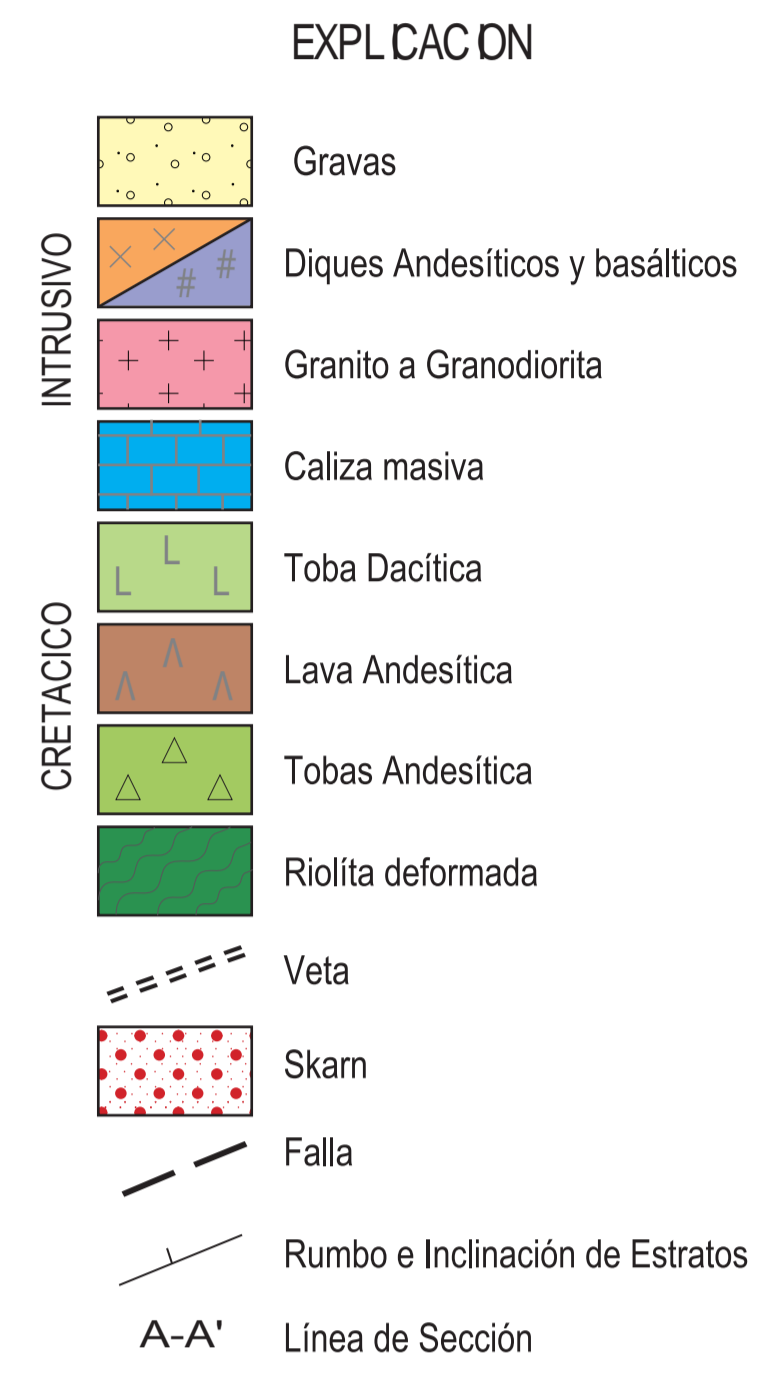 EXPLICACION
Gravas
INTRUSIVO
Diques Andesíticos y basálticos
Granito a Granodiorita
Caliza masiva
CRETACICO
Toba Dacítica
Lava Andesítica
Tobas Andesítica
Riolíta deformada
Veta
Skarn
Falla
Rumbo e Inclinación de Estratos
A-A' Línea de Sección